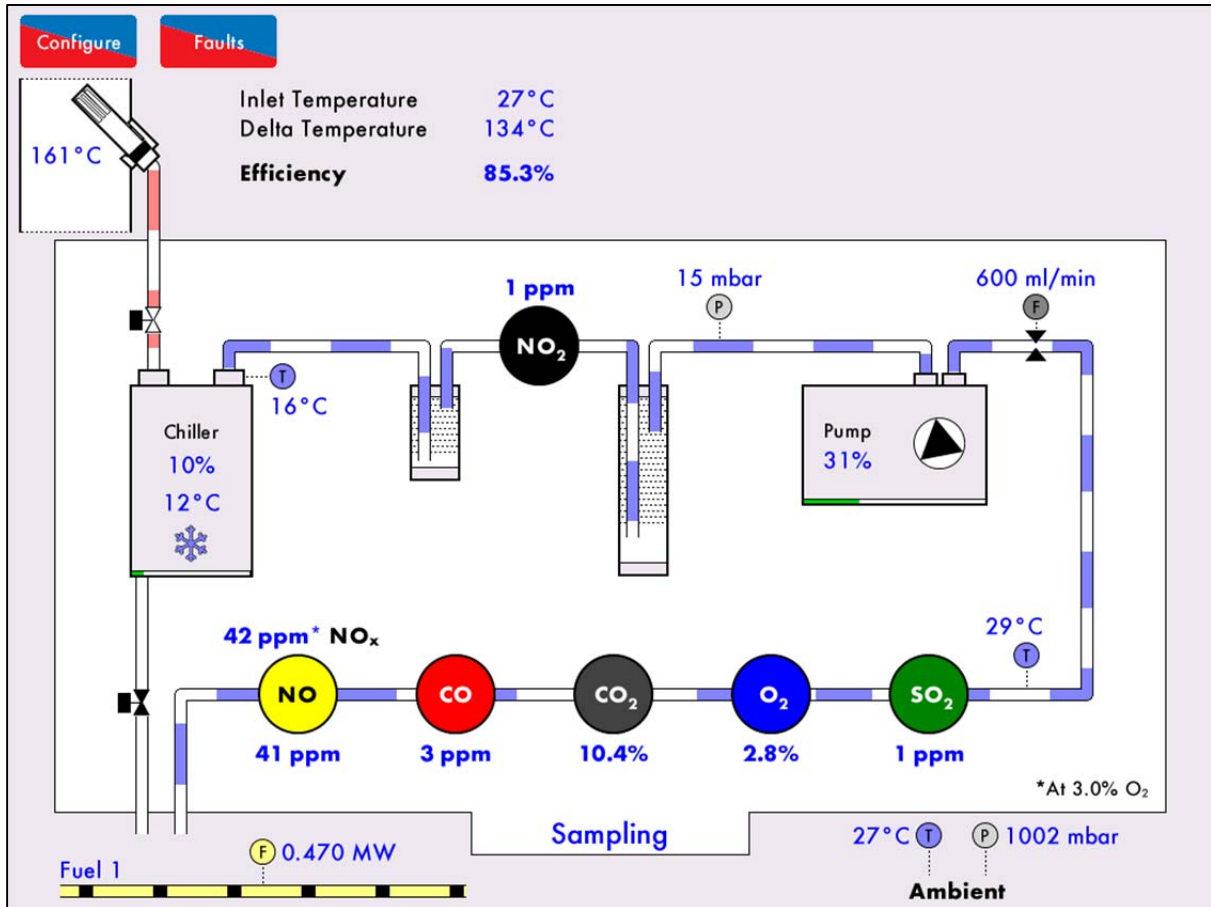 Configure
Faults
Inlet Temperature 27°C
Delta Temperature 134°C
161°C
Efficiency 85.3%
1 ppm
15 mbar
600 ml/min
P
F
NO₂
T
16°C
Chiller
10%
12°C
Pump
31%
42 ppm* NOₓ
29°C
T
NO
CO
CO₂
O₂
SO₂
41 ppm
3 ppm
10.4%
2.8%
1 ppm
*At 3.0% O₂
Sampling
27°C T
P 1002 mbar
F 0.470 MW
Fuel 1
Ambient